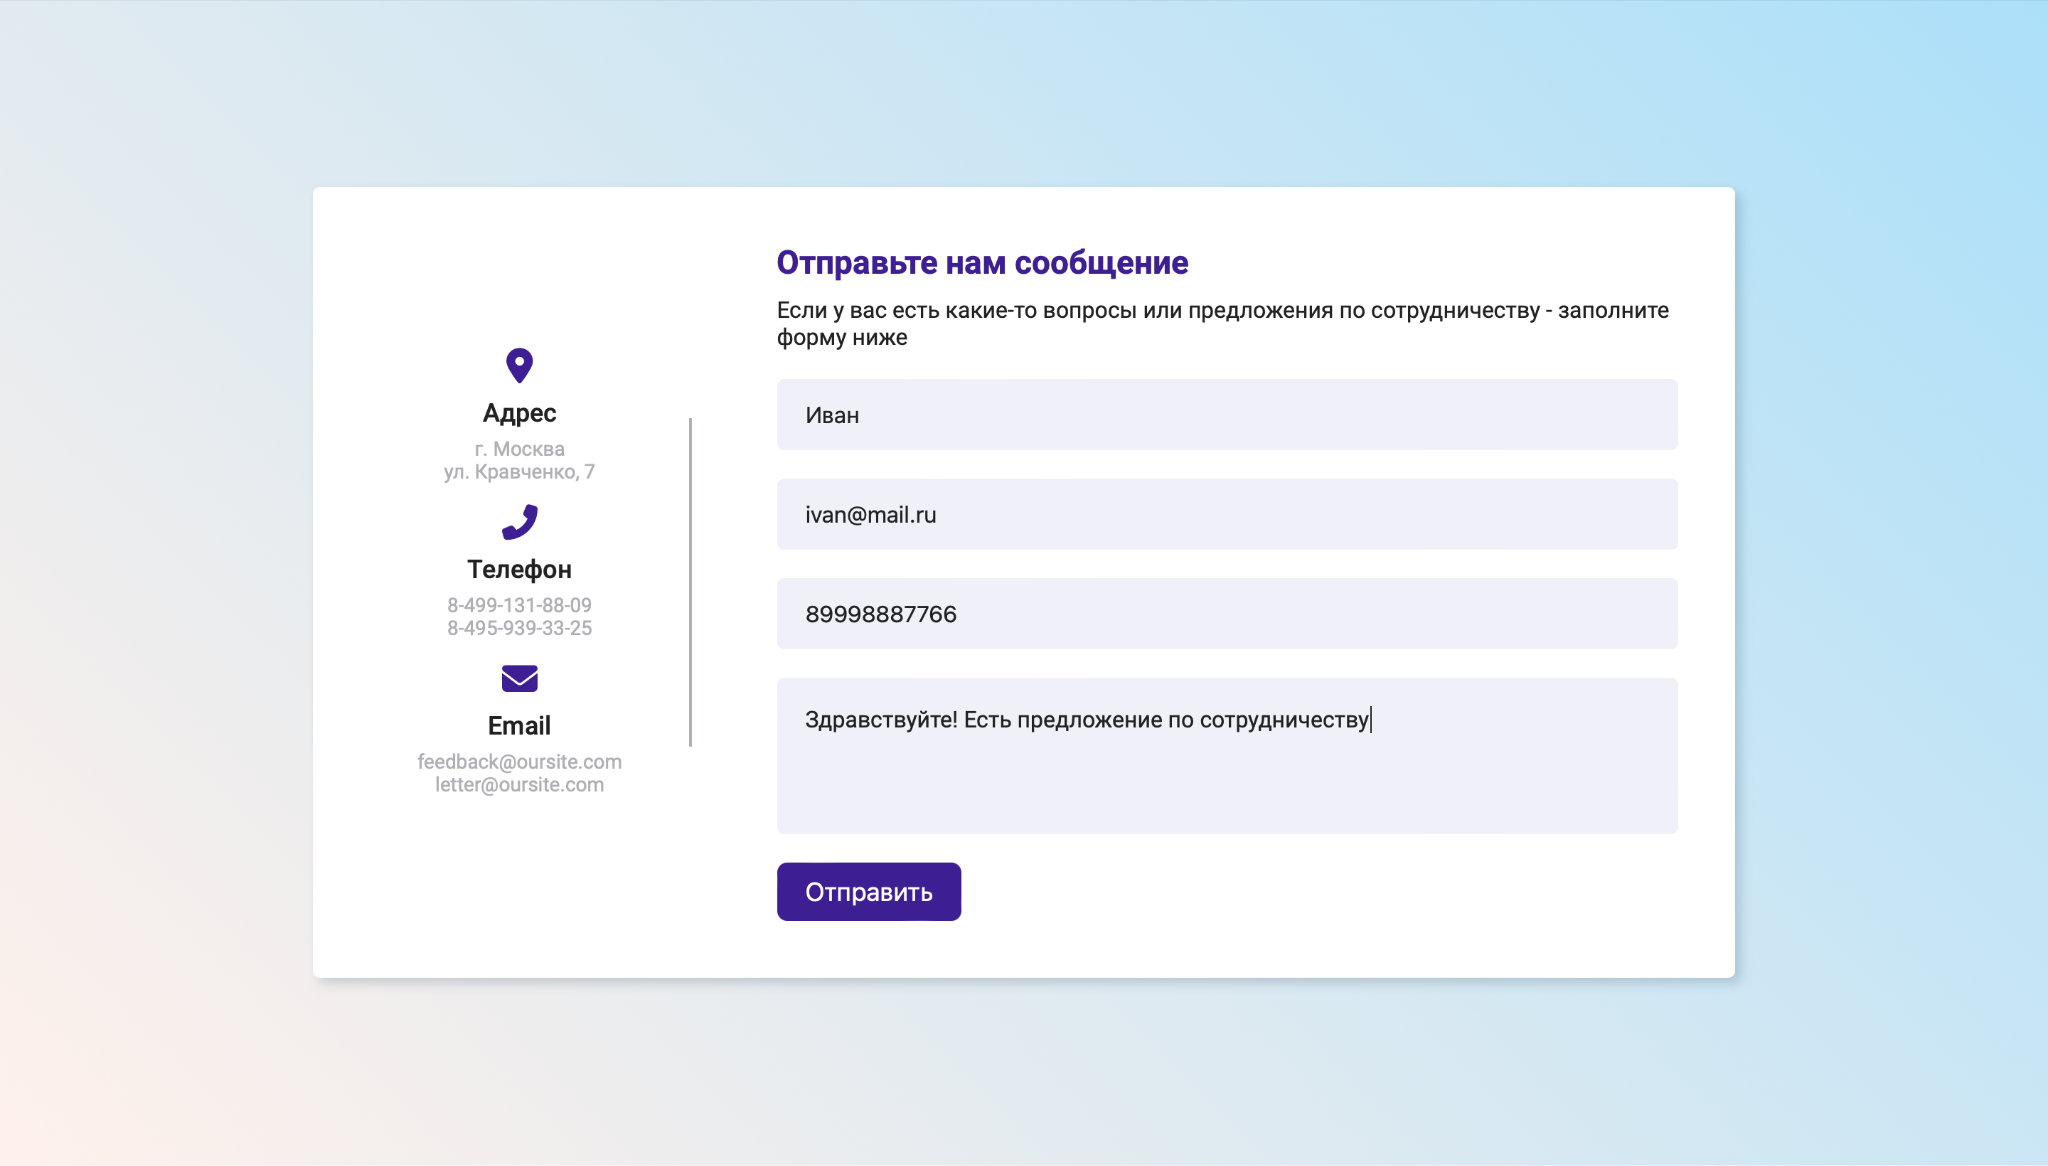 Отправьте нам сообщение
Если у вас есть какие-то вопросы или предложения по сотрудничеству - заполните
форму ниже
Адрес
г. Москва
ул. Кравченко, 7
Телефон
8-499-131-88-09
8-495-939-33-25
Email
feedback@oursite.com
letter@oursite.com
Иван
ivan@mail.ru
89998887766
Здравствуйте! Есть предложение по сотрудничеству
Отправить